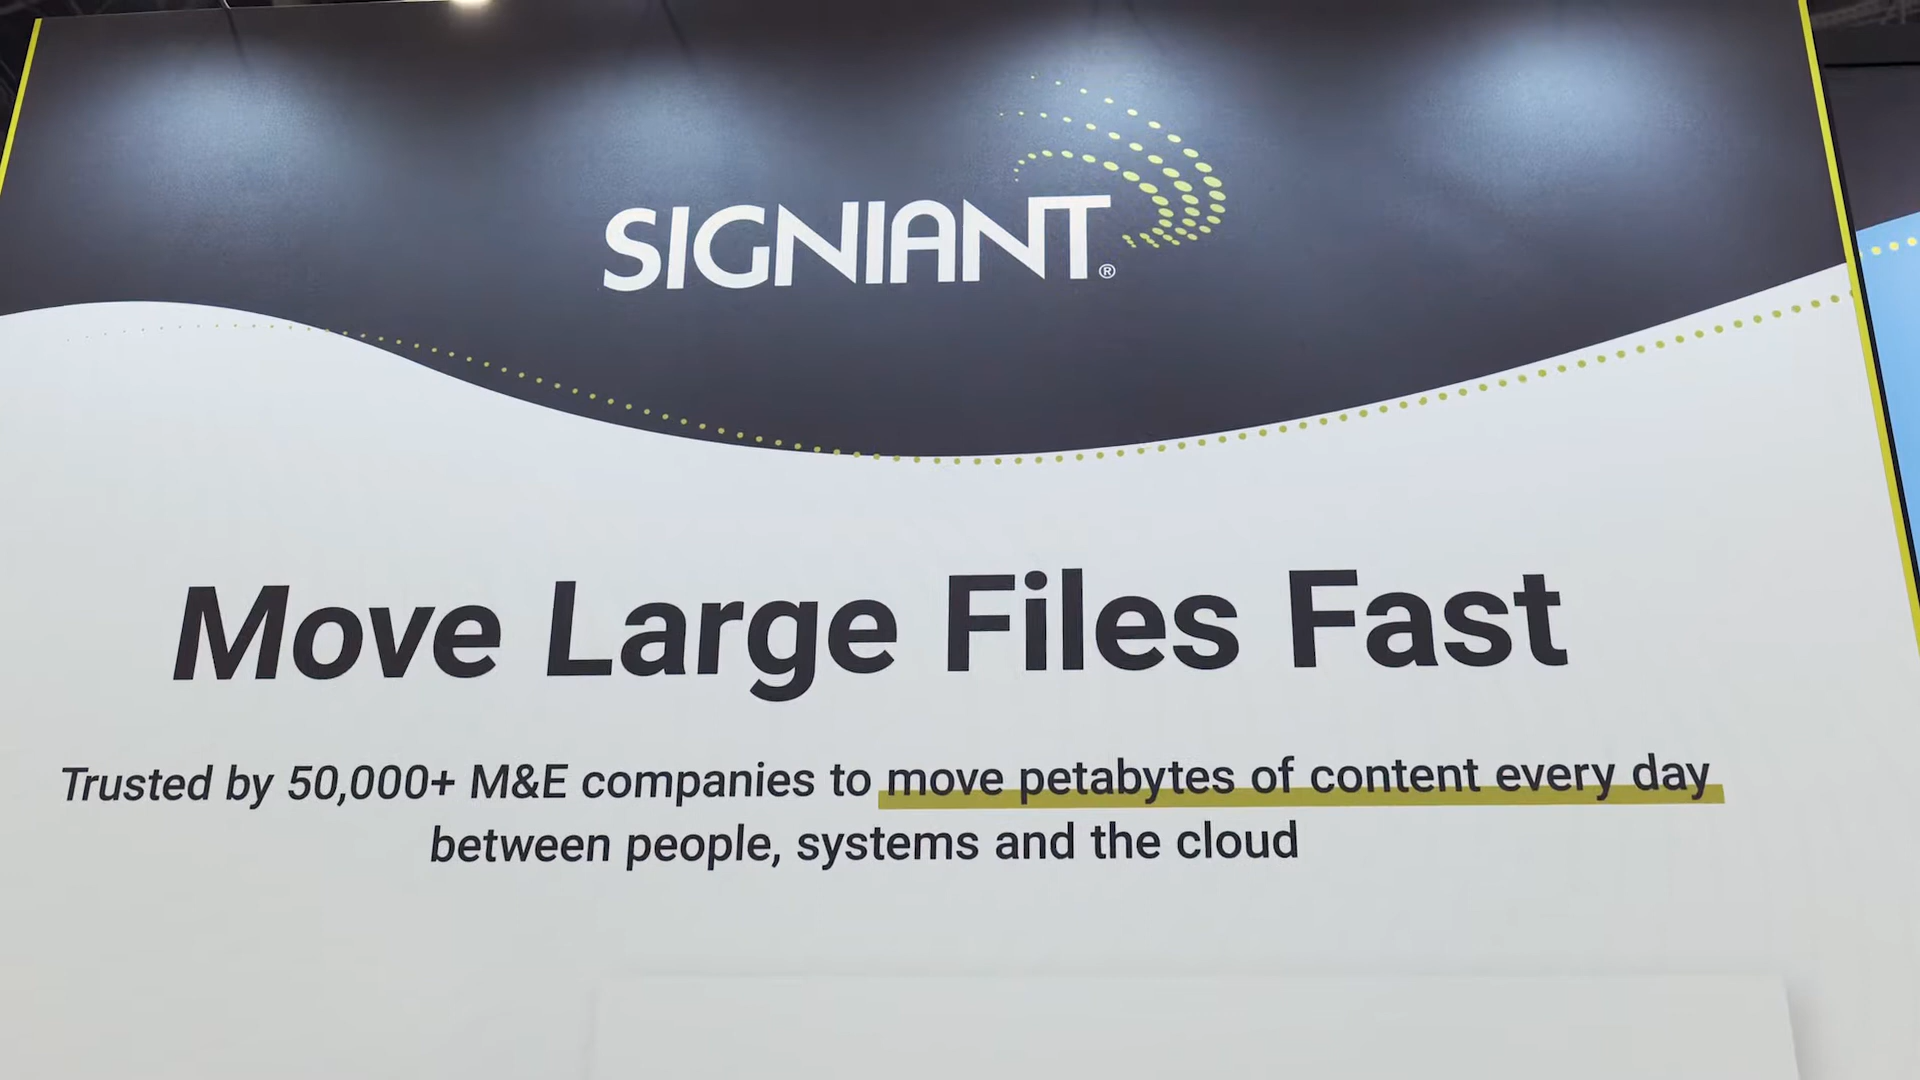 SIGNIANT®
Move Large Files Fast
Trusted by 50,000+ M&E companies to move petabytes of content every day
between people, systems and the cloud